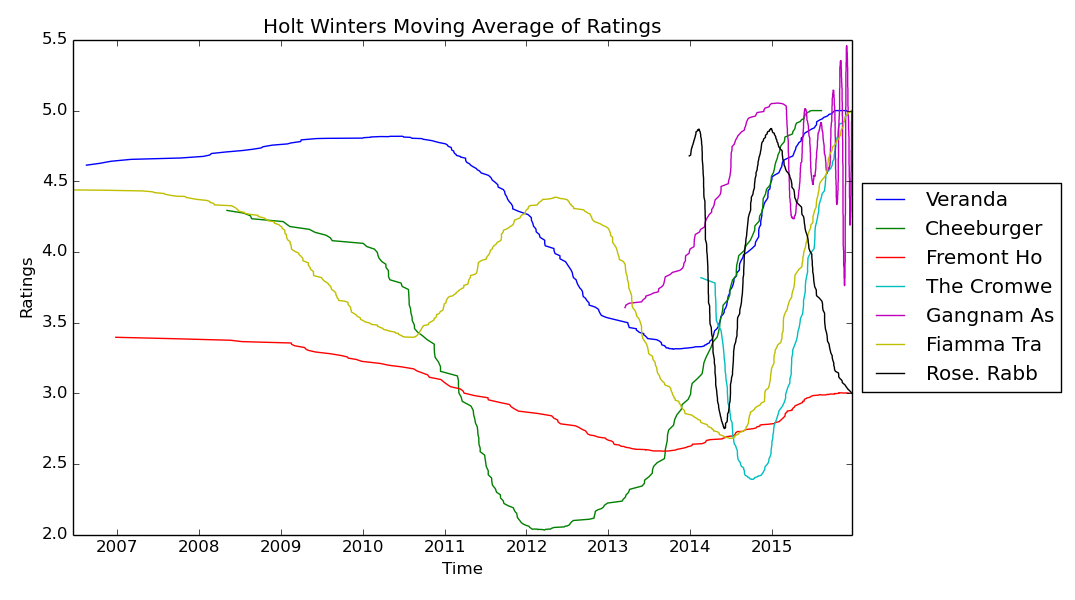 Holt Winters Moving Average of Ratings
5.5
5.0
4.5
4.0
3.5
3.0
2.5
2.0
Ratings
2007 2008 2009 2010 2011 2012 2013 2014 2015
Time
Veranda
Cheeburger
Fremont Ho
The Cromwe
Gangnam As
Fiamma Tra
Rose. Rabb